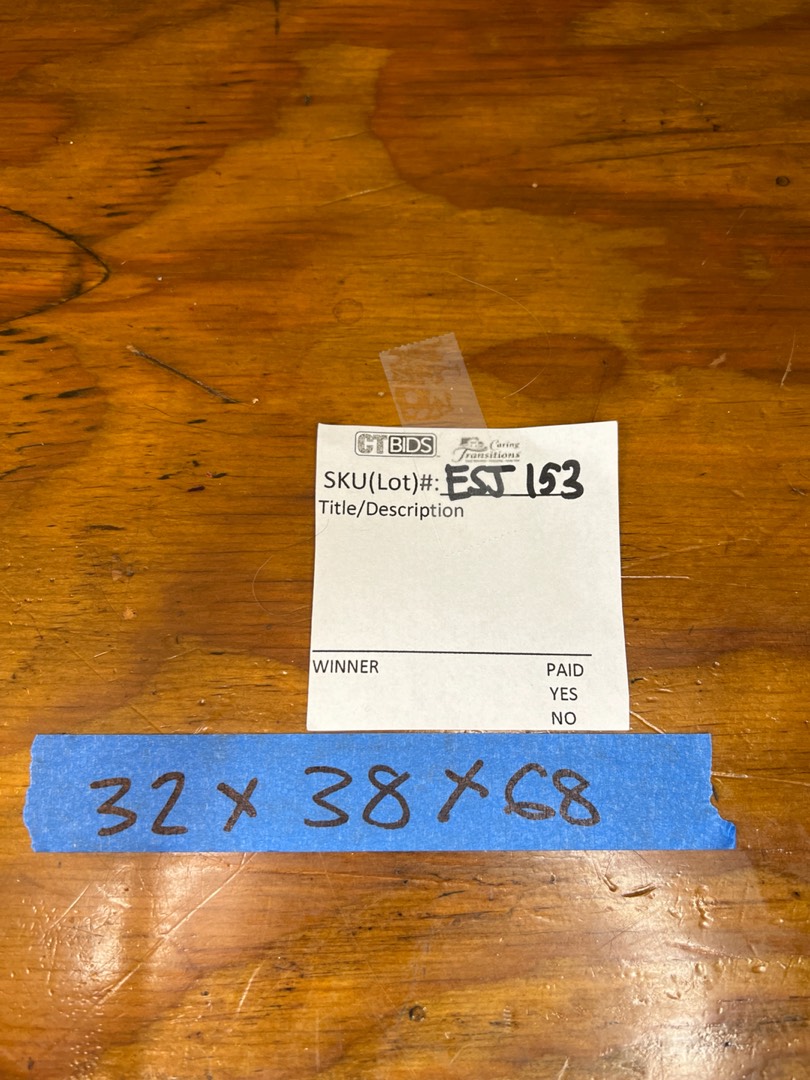 CTBIDS Caring Transitions
SKU(Lot)#: ESJ 153
Title/Description
WINNER PAID
YES
NO
32 x 38 x 68